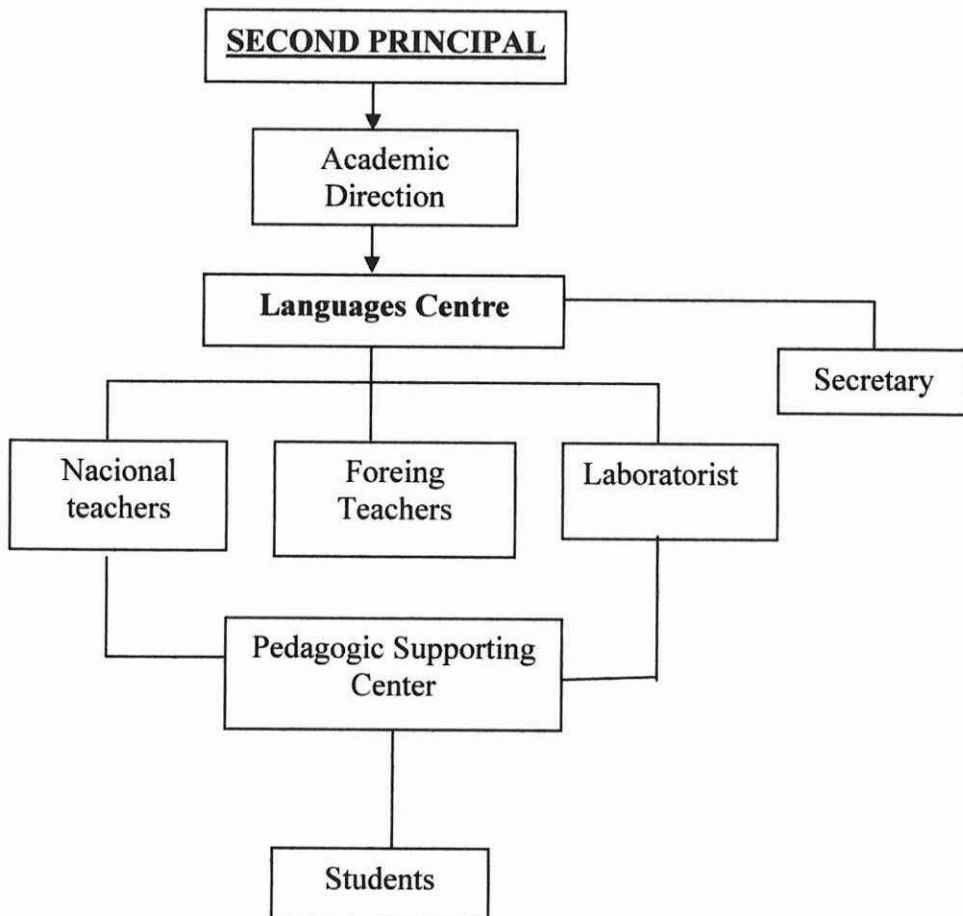 SECOND PRINCIPAL
Academic
Direction
Languages Centre
Secretary
Nacional
teachers
Foreing
Teachers
Laboratorist
Pedagogic Supporting
Center
Students